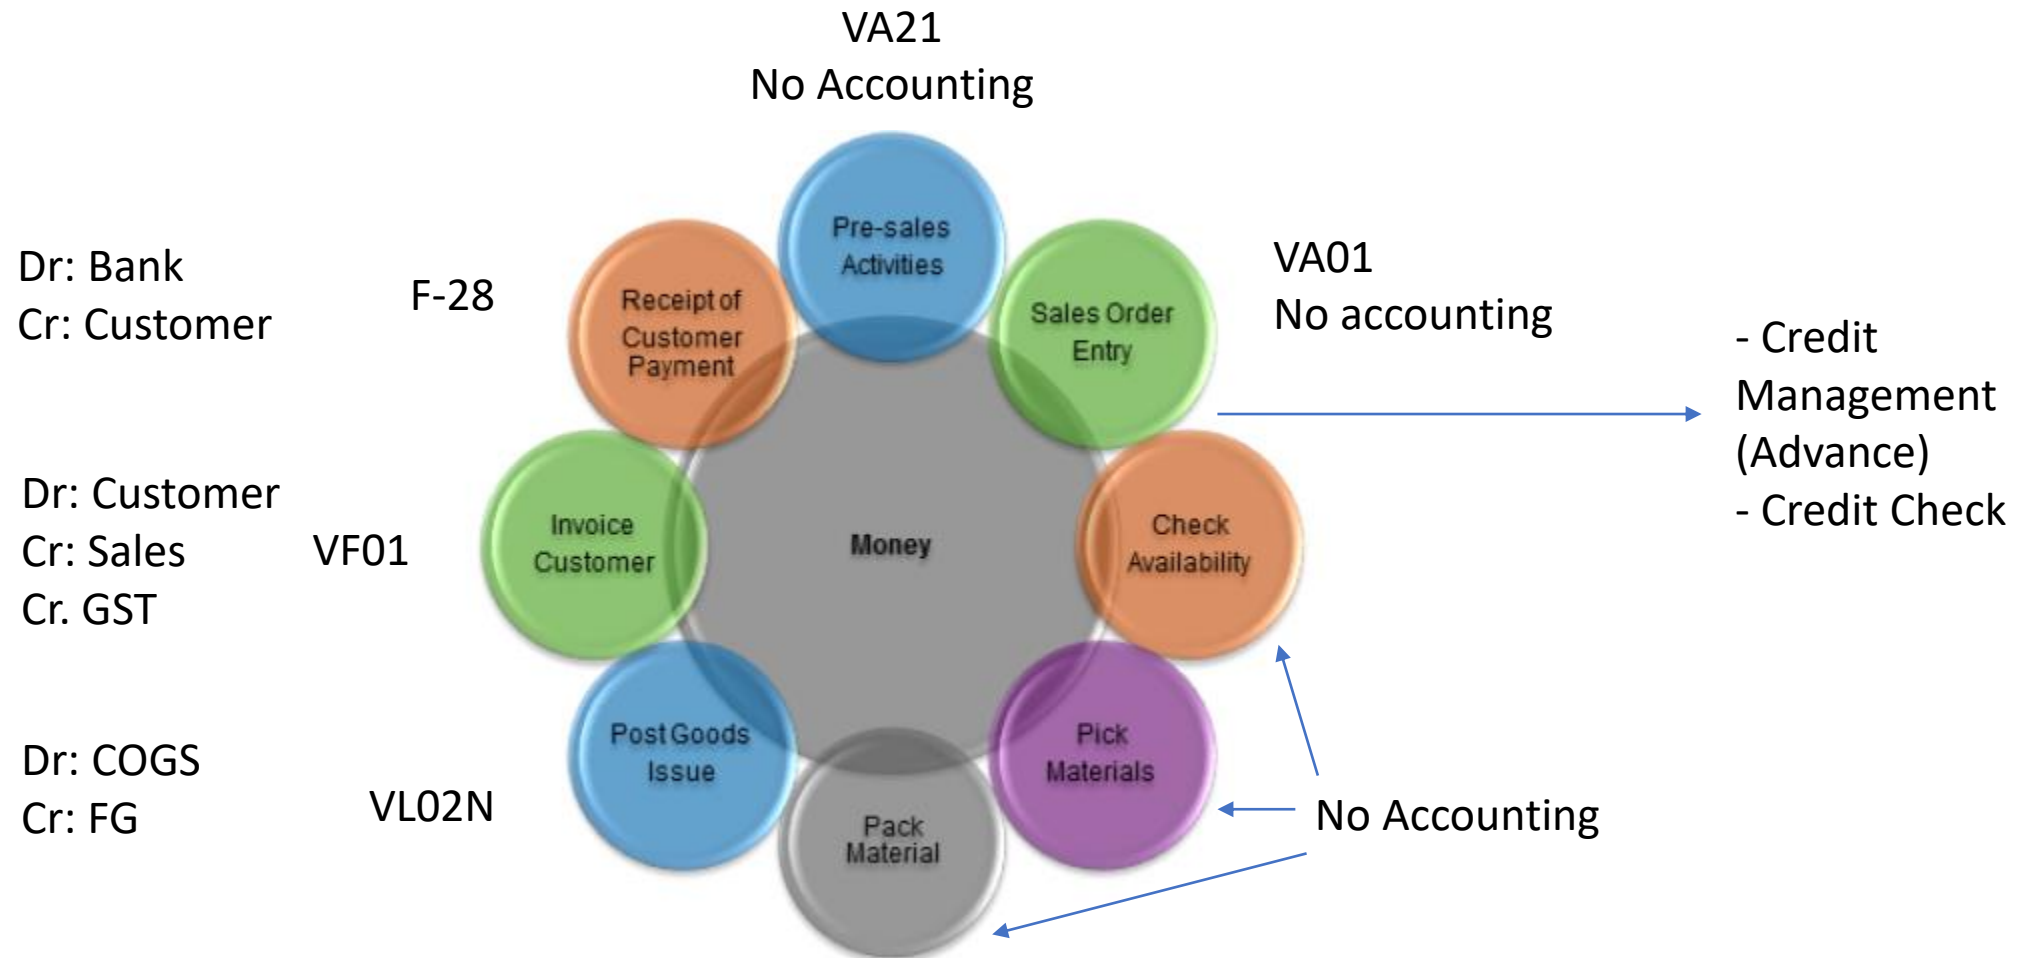 VA21
No Accounting
Pre-sales
Activities
Sales Order
Entry
VA01
No accounting
- Credit
Management
(Advance)
- Credit Check
Check
Availability
Pick
Materials
No Accounting
Pack
Material
Post Goods
Issue
VL02N
Dr: COGS
Cr: FG
Invoice
Customer
VF01
Dr: Customer
Cr: Sales
Cr. GST
Receipt of
Customer
Payment
F-28
Dr: Bank
Cr: Customer
Money